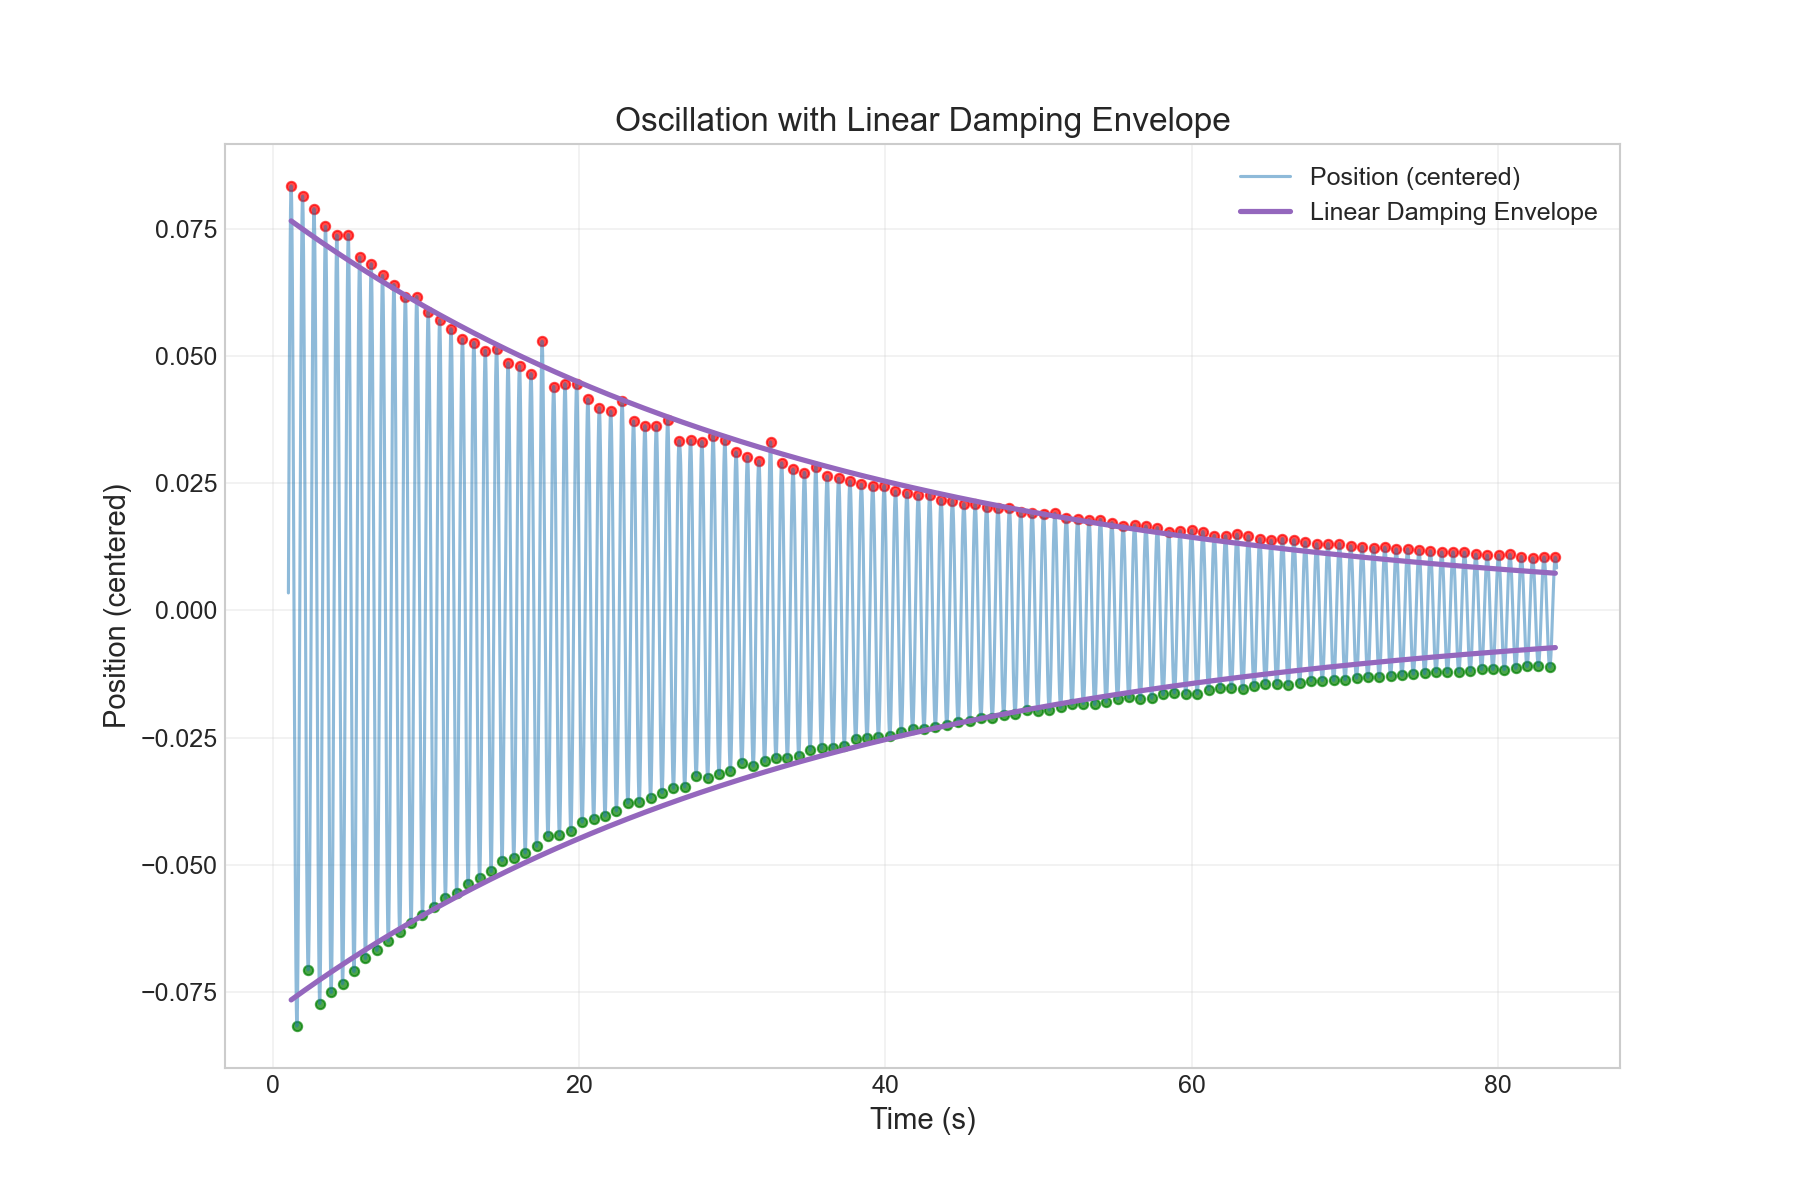 Oscillation with Linear Damping Envelope
Position (centered)
Linear Damping Envelope
0.075
0.050
0.025
0.000
−0.025
−0.050
−0.075
Position (centered)
0 20 40 60 80
Time (s)